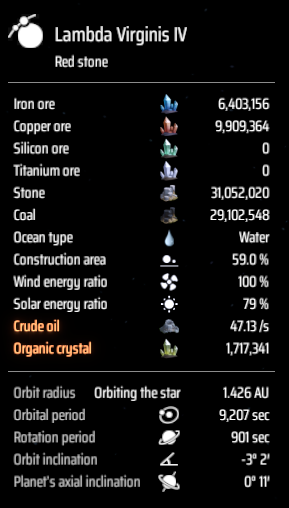 Lambda Virginis IV
Red stone
Iron ore 6,403,156
Copper ore 9,909,364
Silicon ore 0
Titanium ore 0
Stone 31,052,020
Coal 29,102,548
Ocean type Water
Construction area 59.0 %
Wind energy ratio 100 %
Solar energy ratio 79 %
Crude oil 47.13 /s
Organic crystal 1,717,341
Orbit radius Orbiting the star 1.426 AU
Orbital period 9,207 sec
Rotation period 901 sec
Orbit inclination -3° 2'
Planet's axial inclination 0° 11'